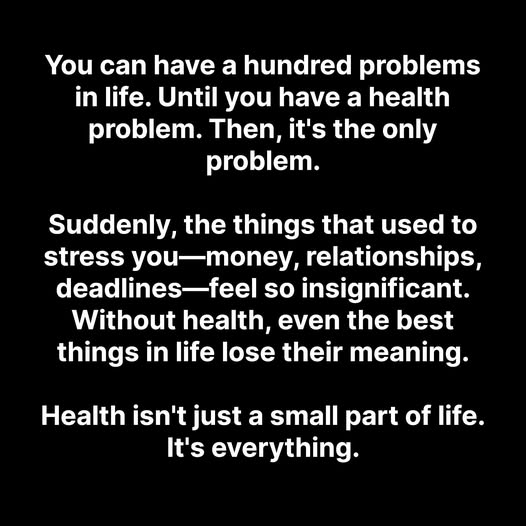 You can have a hundred problems
in life. Until you have a health
problem. Then, it's the only
problem.
Suddenly, the things that used to
stress you—money, relationships,
deadlines—feel so insignificant.
Without health, even the best
things in life lose their meaning.
Health isn't just a small part of life.
It's everything.